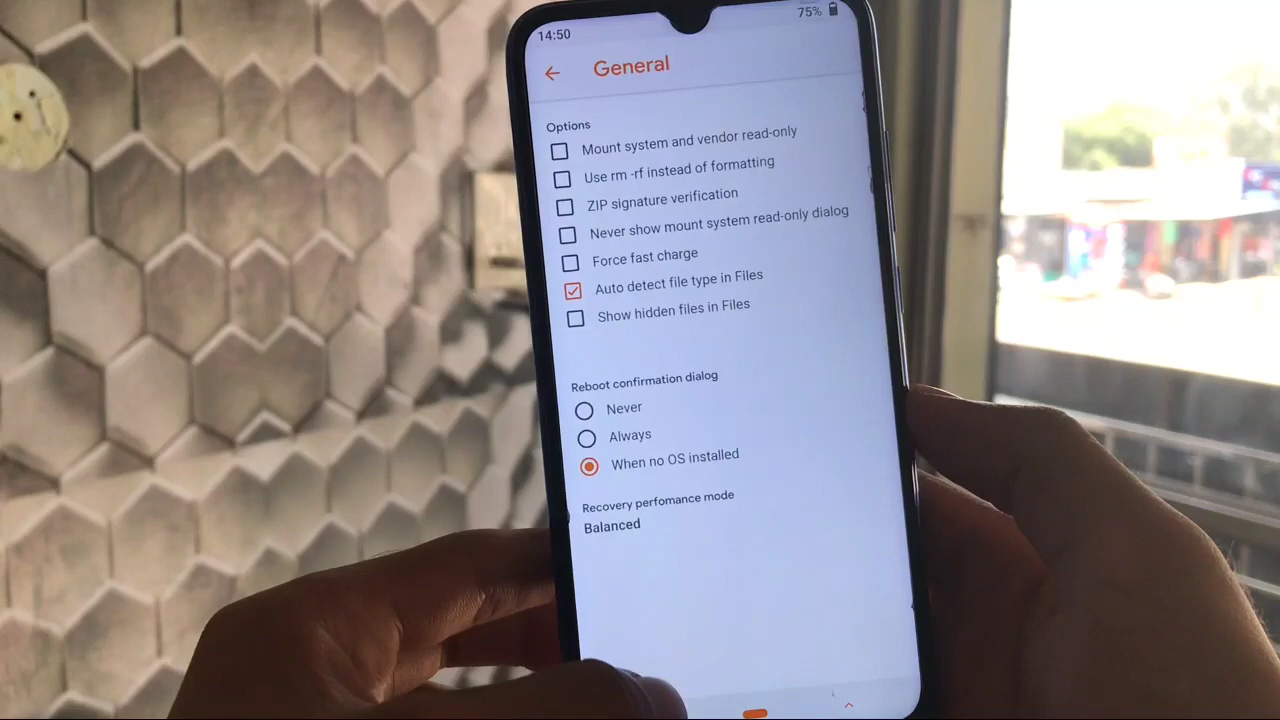 14:50
75%
General
Options
Mount system and vendor read-only
Use rm -rf instead of formatting
ZIP signature verification
Never show mount system read-only dialog
Force fast charge
Auto detect file type in Files
Show hidden files in Files
Reboot confirmation dialog
Never
Always
When no OS installed
Recovery perfomance mode
Balanced